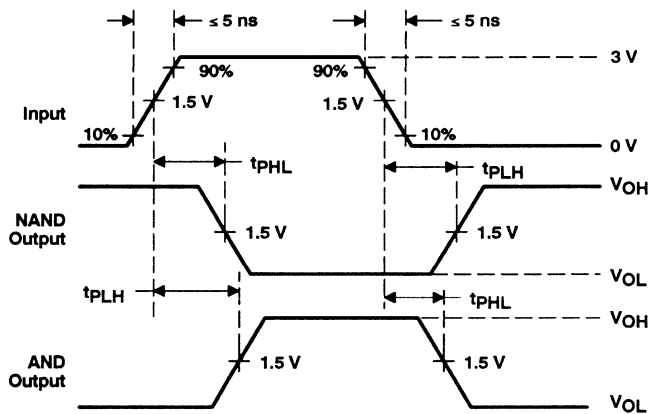 ≤ 5 ns ≤ 5 ns
3 V
90% 90%
Input
1.5 V 1.5 V
10% 10%
0 V
tPHL tPLH
VOH
NAND
Output
1.5 V 1.5 V
VOL
tPLH tPHL
VOH
AND
Output
1.5 V 1.5 V
VOL